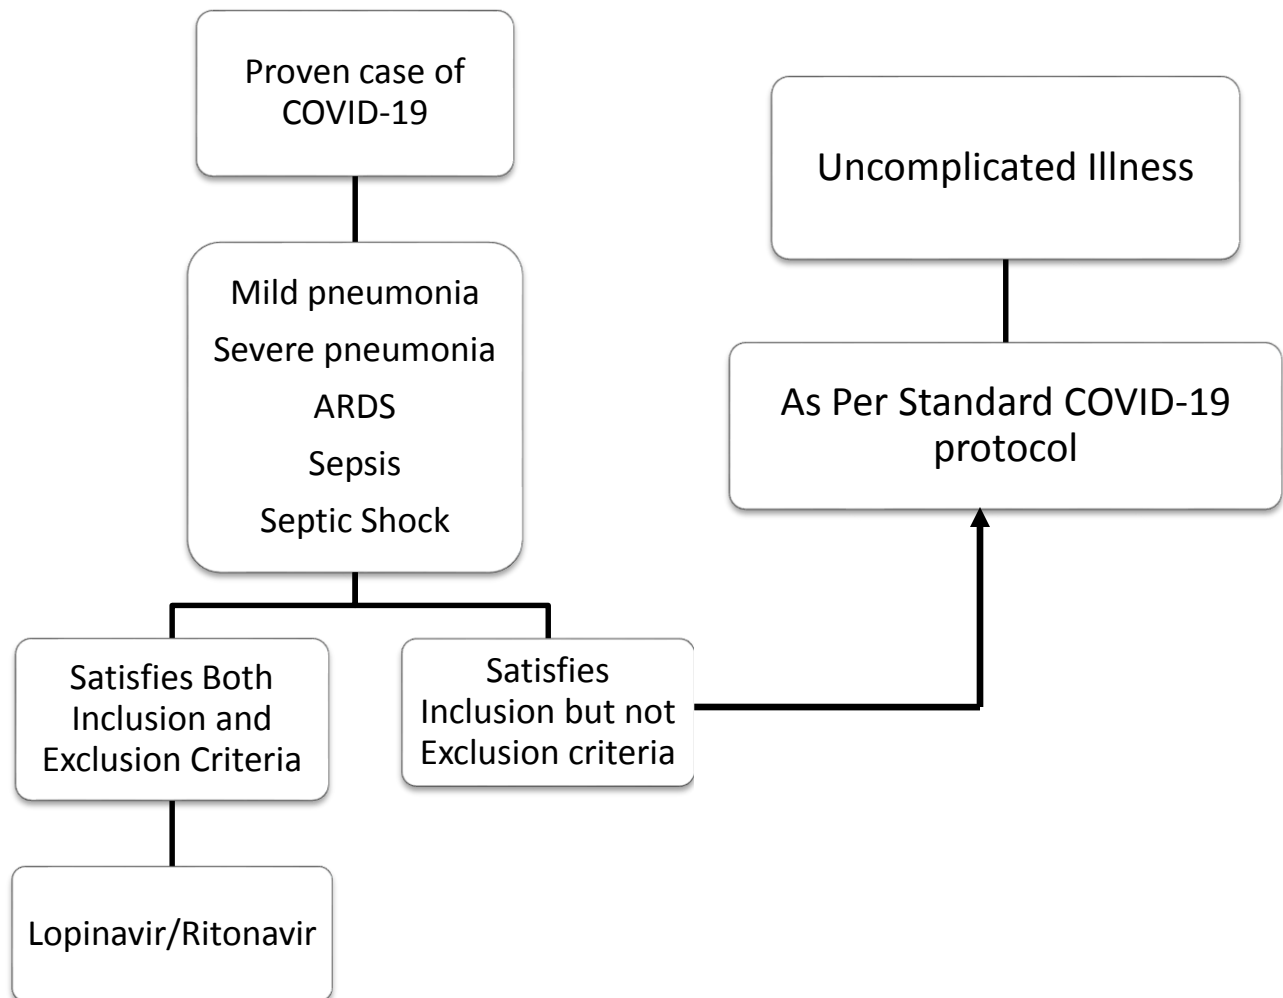 Proven case of
COVID-19
Mild pneumonia
Severe pneumonia
ARDS
Sepsis
Septic Shock
Satisfies Both
Inclusion and
Exclusion Criteria
Satisfies
Inclusion but not
Exclusion criteria
Lopinavir/Ritonavir
Uncomplicated Illness
As Per Standard COVID-19
protocol